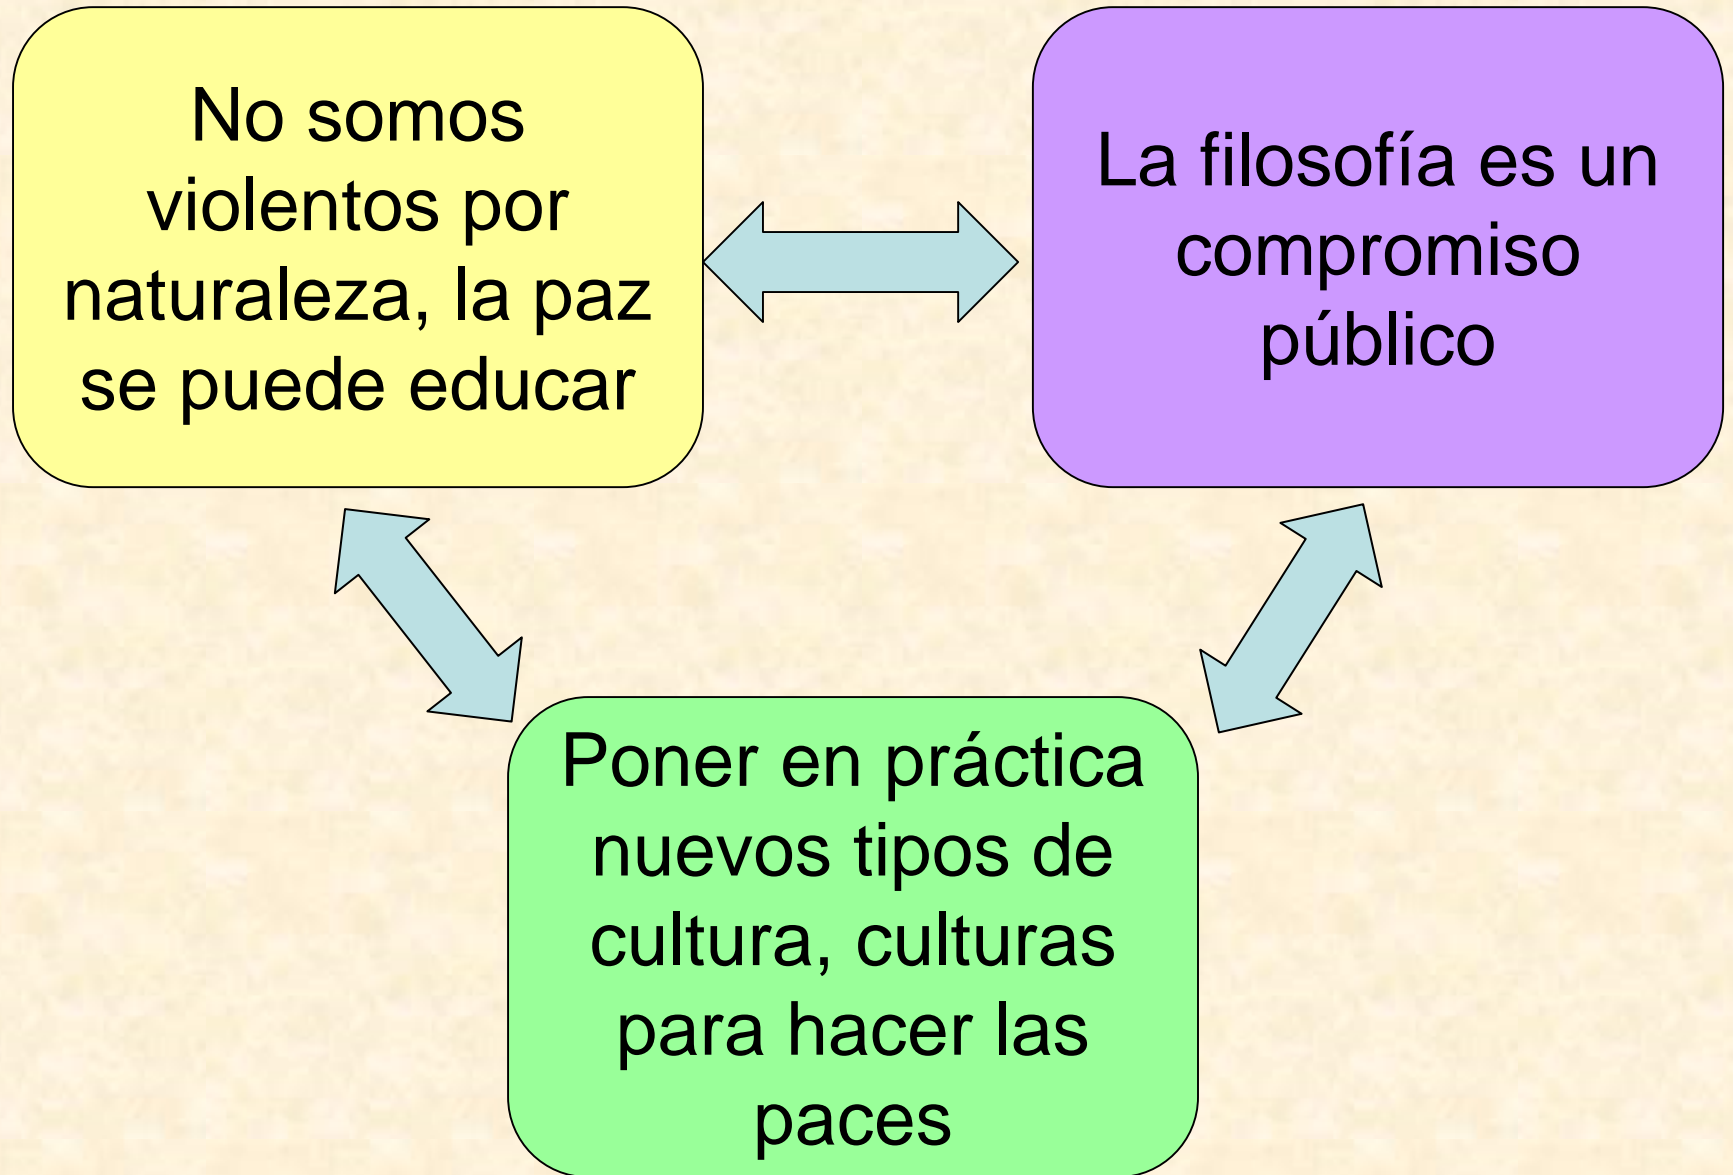 No somos
violentos por
naturaleza, la paz
se puede educar
La filosofía es un
compromiso
público
Poner en práctica
nuevos tipos de
cultura, culturas
para hacer las
paces